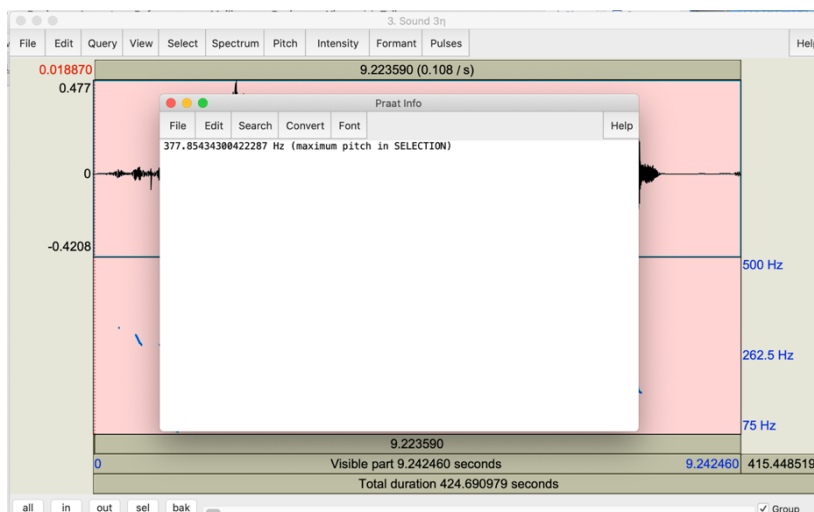 3. Sound 3η
File Edit Query View Select Spectrum Pitch Intensity Formant Pulses Help
0.018870 9.223590 (0.108 / s)
0.477
Praat Info
File Edit Search Convert Font Help
377.85434300422287 Hz (maximum pitch in SELECTION)
0
-0.4208
500 Hz
262.5 Hz
75 Hz
9.223590
0 Visible part 9.242460 seconds 9.242460 415.448519
Total duration 424.690979 seconds
all in out sel bak Group